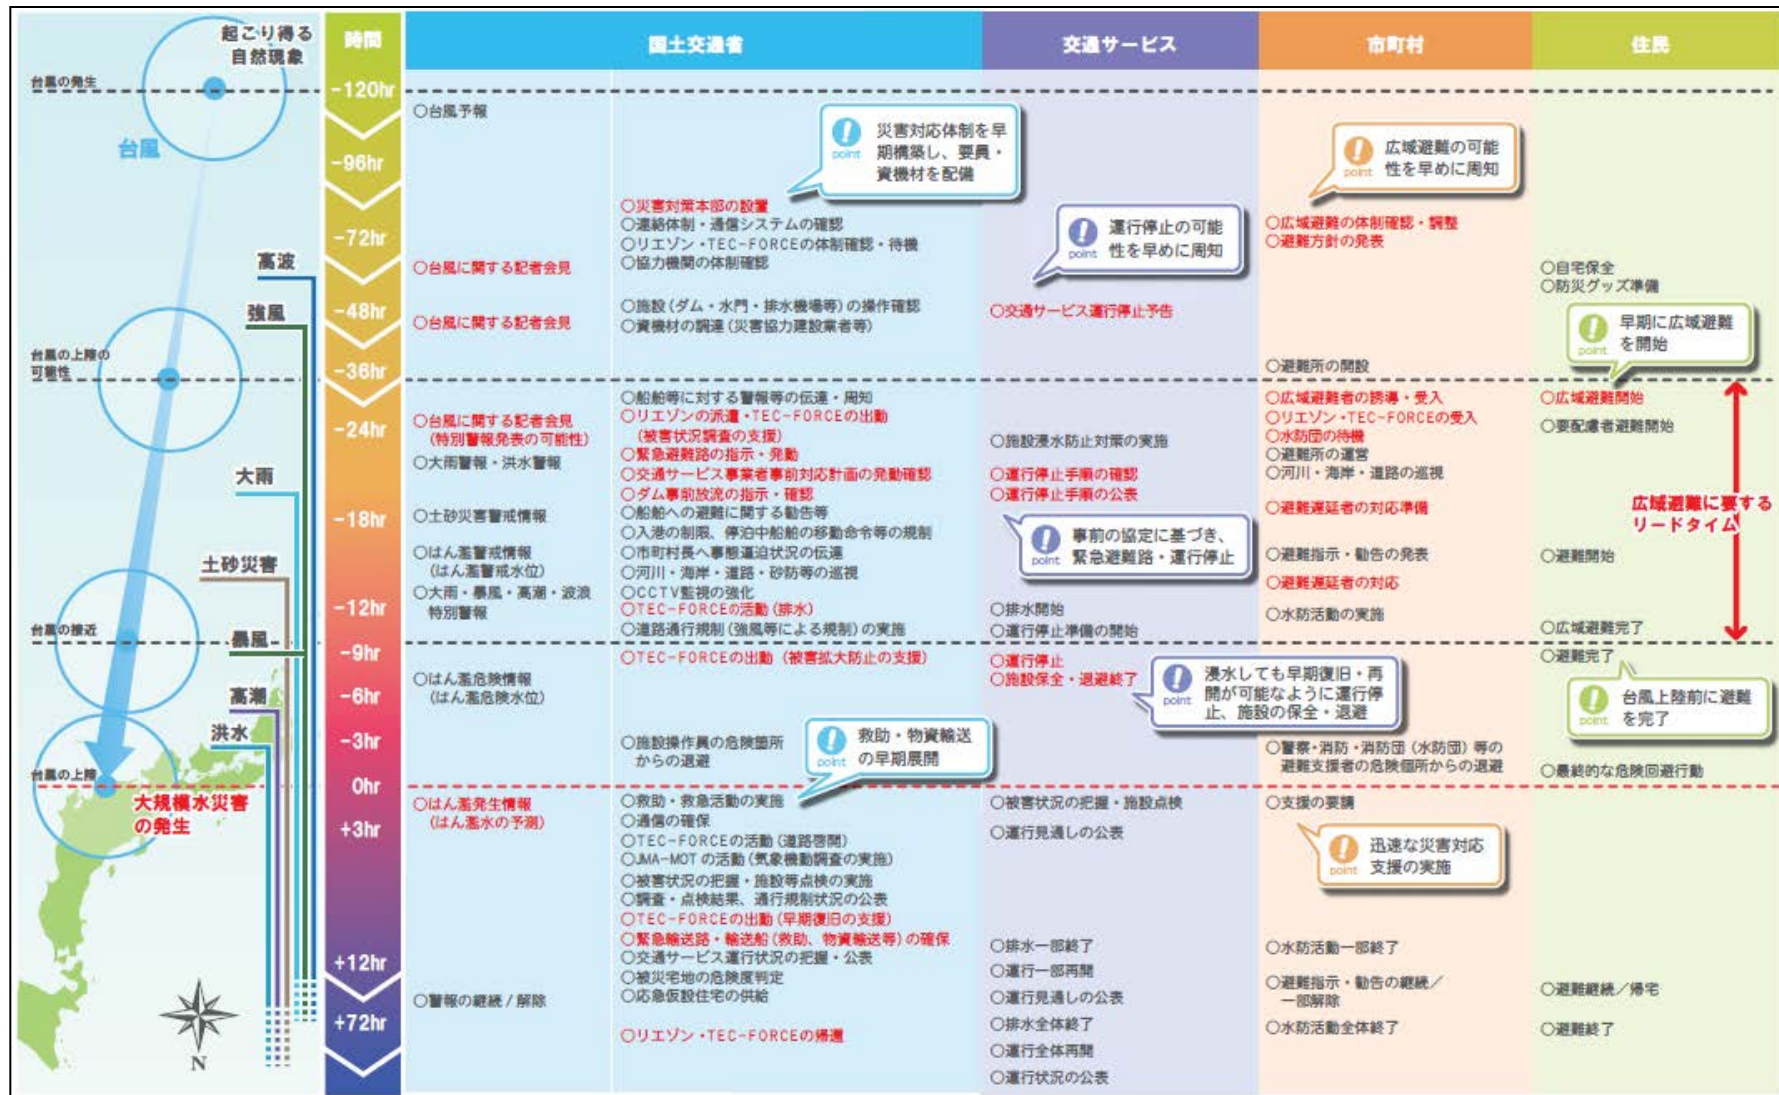 起こり得る
自然現象
時間
国土交通省
交通サービス
市町村
住民
台風の発生
台風
高波
強風
台風の上陸の
可能性
大雨
土砂災害
台風の接近
暴風
高潮
洪水
台風の上陸
大規模水災害
の発生
N
-120hr
-96hr
-72hr
-48hr
-36hr
-24hr
-18hr
-12hr
-9hr
-6hr
-3hr
0hr
+3hr
+12hr
+72hr
○台風予報
○台風に関する記者会見
○台風に関する記者会見
○台風に関する記者会見
(特別警報発表の可能性)
○大雨警報・洪水警報
○土砂災害警戒情報
○はん濫警戒情報
(はん濫警戒水位)
○大雨・暴風・高潮・波浪
特別警報
○はん濫危険情報
(はん濫危険水位)
○はん濫発生情報
(はん濫水の予測)
○警報の継続/解除
point
災害対応体制を早
期構築し、要員・
資機材を配備
○災害対策本部の設置
○連絡体制・通信システムの確認
○リエゾン・TEC-FORCEの体制確認・待機
○協力機関の体制確認
○施設(ダム・水門・排水機場等)の操作確認
○資機材の調達(災害協力建設業者等)
○船舶等に対する警報等の伝達・周知
○リエゾンの派遣・TEC-FORCEの出動
(被害状況調査の支援)
○緊急避難路の指示・発動
○交通サービス事業者事前対応計画の発動確認
○ダム事前放流の指示・確認
○船舶への避難に関する勧告等
○入港の制限、停泊中船舶の移動命令等の規制
○市町村長へ事態逼迫状況の伝達
○河川・海岸・道路・砂防等の巡視
○CCTV監視の強化
○TEC-FORCEの活動(排水)
○道路通行規制(強風等による規制)の実施
○TEC-FORCEの出動 (被害拡大防止の支援)
○施設操作員の危険箇所
からの退避
point
救助・物資輸送
の早期展開
○救助・救急活動の実施
○通信の確保
○TEC-FORCEの活動(道路啓開)
○JMA-MOTの活動(気象機動調査の実施)
○被害状況の把握・施設等点検の実施
○調査・点検結果、通行規制状況の公表
○TEC-FORCEの出動(早期復旧の支援)
○緊急輸送路・輸送船(救助、物資輸送等)の確保
○交通サービス運行状況の把握・公表
○被災宅地の危険度判定
○応急仮設住宅の供給
○リエゾン・TEC-FORCEの帰還
point
運行停止の可能
性を早めに周知
○交通サービス運行停止予告
○施設浸水防止対策の実施
○運行停止手順の確認
○運行停止手順の公表
point
事前の協定に基づき、
緊急避難路・運行停止
○排水開始
○運行停止準備の開始
○運行停止
○施設保全・退避終了
point
浸水しても早期復旧・再
開が可能なように運行停
止、施設の保全・退避
○被害状況の把握・施設点検
○運行見通しの公表
○排水一部終了
○運行一部再開
○運行見通しの公表
○排水全体終了
○運行全体再開
○運行状況の公表
point
広域避難の可能
性を早めに周知
○広域避難の体制確認・調整
○避難方針の発表
○避難所の開設
○広域避難者の誘導・受入
○リエゾン・TEC-FORCEの受入
○水防団の待機
○避難所の運営
○河川・海岸・道路の巡視
○避難遅延者の対応準備
○避難指示・勧告の発表
○避難遅延者の対応
○水防活動の実施
○警察・消防・消防団(水防団)等の
避難支援者の危険個所からの退避
○支援の要請
point
迅速な災害対応
支援の実施
○水防活動一部終了
○避難指示・勧告の継続/
一部解除
○水防活動全体終了
○自宅保全
○防災グッズ準備
point
早期に広域避難
を開始
○広域避難開始
○要配慮者避難開始
広域避難に要する
リードタイム
○避難開始
○広域避難完了
○避難完了
point
台風上陸前に避難
を完了
○最終的な危険回避行動
○避難継続/帰宅
○避難終了